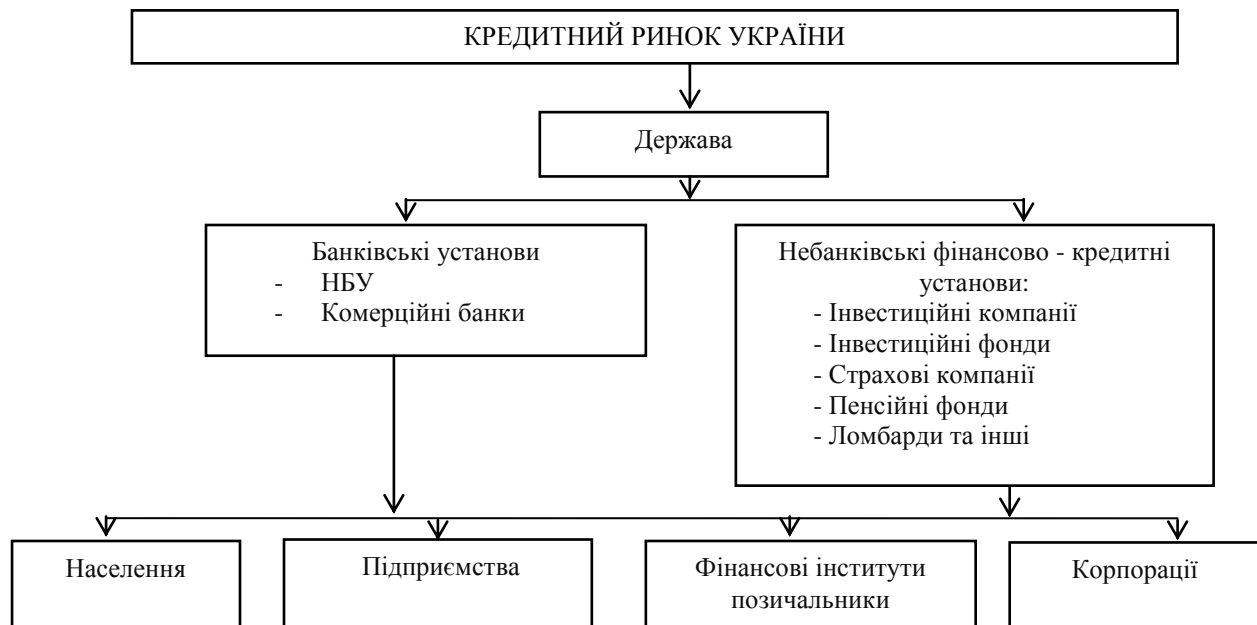 КРЕДИТНИЙ РИНОК УКРАЇНИ
Держава
Банківські установи
- НБУ
- Комерційні банки
Небанківські фінансово - кредитні
установи:
- Інвестиційні компанії
- Інвестиційні фонди
- Страхові компанії
- Пенсійні фонди
- Ломбарди та інші
Населення
Підприємства
Фінансові інститути
позичальники
Корпорації